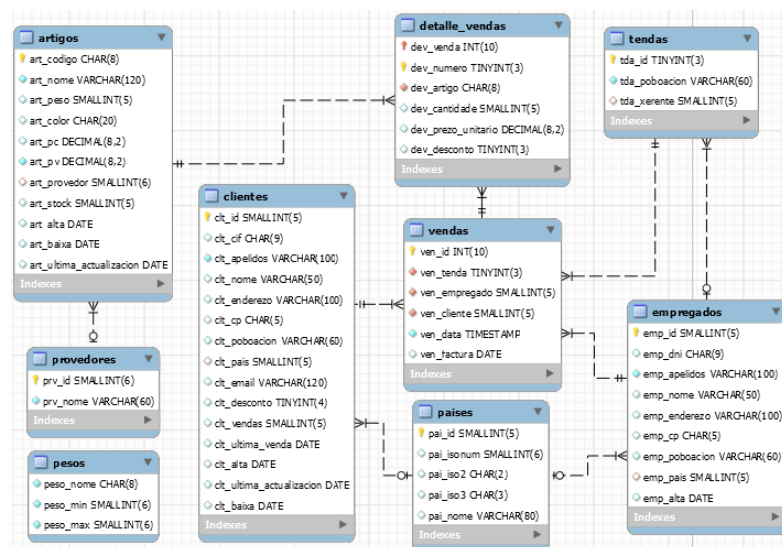 artigos
art_codigo CHAR(8)
art_nome VARCHAR(120)
art_peso SMALLINT(5)
art_color CHAR(20)
art_pc DECIMAL(8,2)
art_pv DECIMAL(8,2)
art_provedor SMALLINT(6)
art_stock SMALLINT(5)
art_alta DATE
art_baixa DATE
art_ultima_actualizacion DATE
Indexes
provedores
prv_id SMALLINT(6)
prv_nome VARCHAR(60)
Indexes
pesos
peso_nome CHAR(8)
peso_min SMALLINT(6)
peso_max SMALLINT(6)
clientes
clt_id SMALLINT(5)
clt_cif CHAR(9)
clt_apelidos VARCHAR(100)
clt_nome VARCHAR(50)
clt_enderezo VARCHAR(100)
clt_cp CHAR(5)
clt_poboacion VARCHAR(60)
clt_pais SMALLINT(5)
clt_email VARCHAR(120)
clt_desconto TINYINT(4)
clt_vendas SMALLINT(5)
clt_ultima_venda DATE
clt_alta DATE
clt_ultima_actualizacion DATE
clt_baixa DATE
Indexes
detalle_vendas
dev_venda INT(10)
dev_numero TINYINT(3)
dev_artigo CHAR(8)
dev_cantidade SMALLINT(5)
dev_prezo_unitario DECIMAL(8,2)
dev_desconto TINYINT(3)
Indexes
vendas
ven_id INT(10)
ven_tenda TINYINT(3)
ven_empregado SMALLINT(5)
ven_cliente SMALLINT(5)
ven_data TIMESTAMP
ven_factura DATE
Indexes
paises
pai_id SMALLINT(5)
pai_isonum SMALLINT(6)
pai_iso2 CHAR(2)
pai_iso3 CHAR(3)
pai_nome VARCHAR(80)
Indexes
tendas
tda_id TINYINT(3)
tda_poboacion VARCHAR(60)
tda_xerente SMALLINT(5)
Indexes
empregados
emp_id SMALLINT(5)
emp_dni CHAR(9)
emp_apelidos VARCHAR(100)
emp_nome VARCHAR(50)
emp_enderezo VARCHAR(100)
emp_cp CHAR(5)
emp_poboacion VARCHAR(60)
emp_pais SMALLINT(5)
emp_alta DATE
Indexes